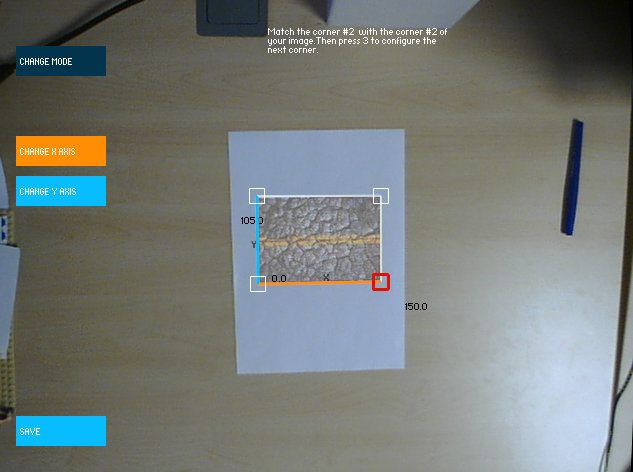 Match the corner #2 with the corner #2 of
your image.Then press 3 to configure the
next corner.
CHANGE MODE
CHANGE X AXIS
CHANGE Y AXIS
105.0
Y
0.0
X
150.0
SAVE